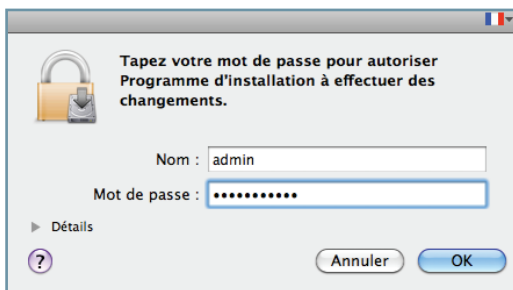 Tapez votre mot de passe pour autoriser
Programme d'installation à effectuer des
changements.
Nom : admin
Mot de passe : •••••••••••
Détails
?
Annuler OK